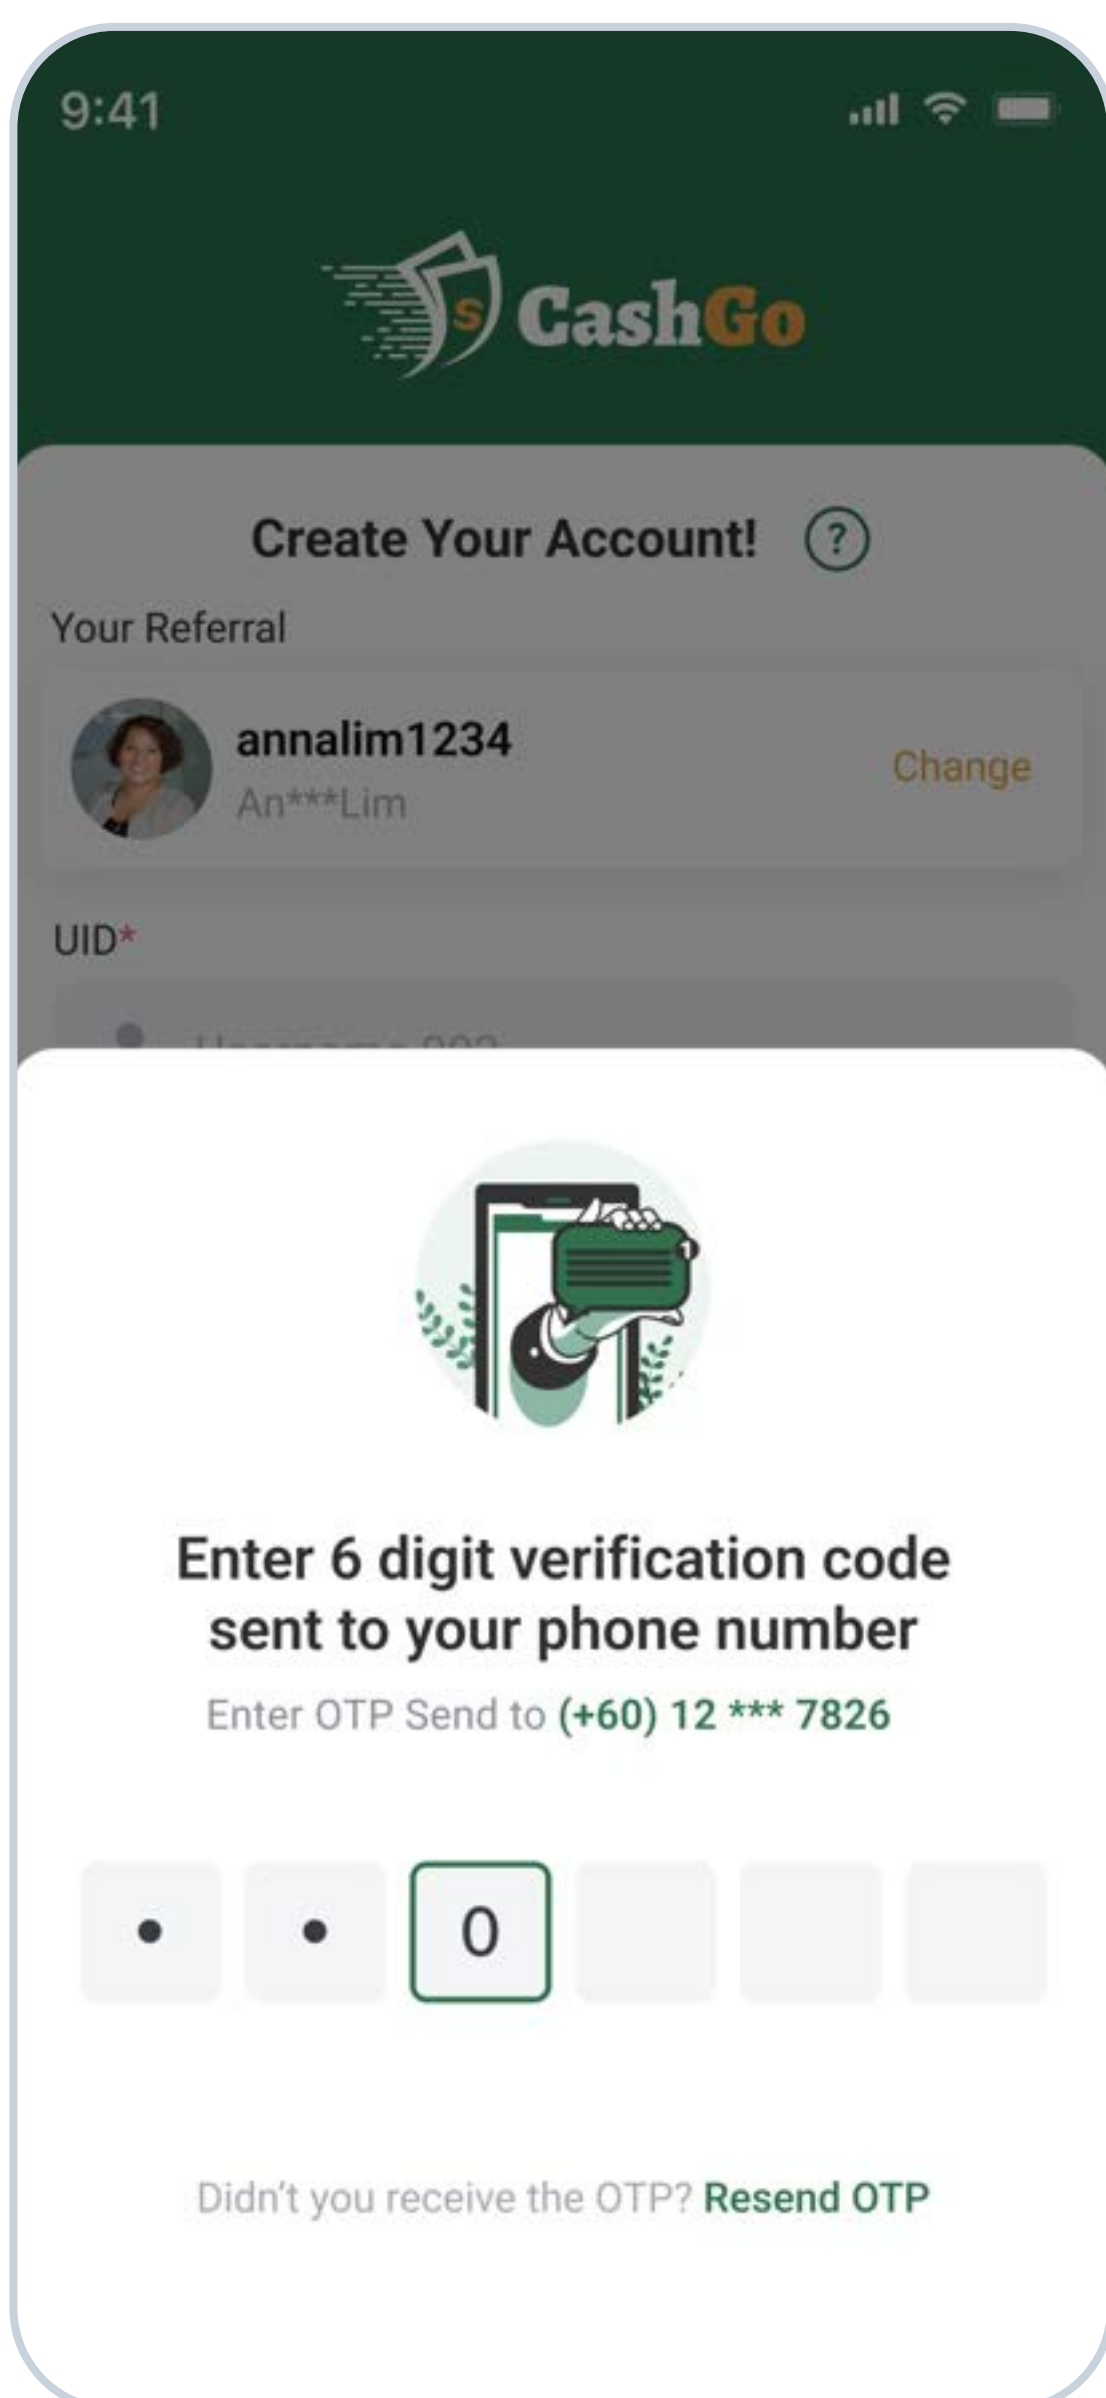 9:41
S CashGo
Create Your Account! ?
Your Referral
annalim1234
An***Lim
Change
UID*
Enter 6 digit verification code
sent to your phone number
Enter OTP Send to (+60) 12 *** 7826
0
Didn't you receive the OTP? Resend OTP